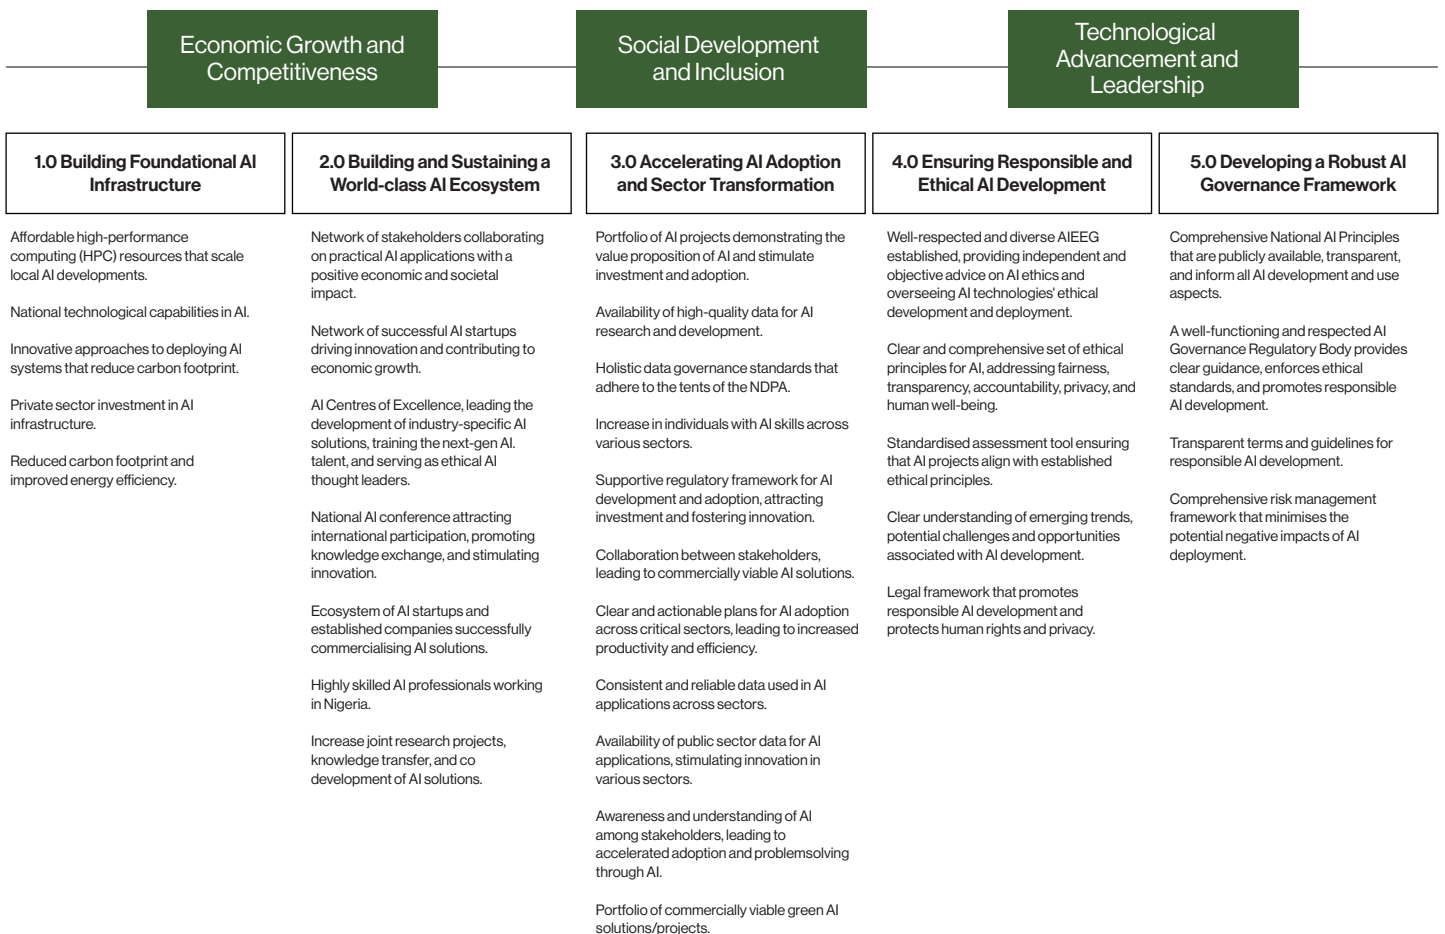 Economic Growth and
Competitiveness
Social Development
and Inclusion
Technological
Advancement and
Leadership
1.0 Building Foundational AI
Infrastructure
Affordable high-performance
computing (HPC) resources that scale
local AI developments.
National technological capabilities in AI.
Innovative approaches to deploying AI
systems that reduce carbon footprint.
Private sector investment in AI
infrastructure.
Reduced carbon footprint and
improved energy efficiency.
2.0 Building and Sustaining a
World-class AI Ecosystem
Network of stakeholders collaborating
on practical AI applications with a
positive economic and societal
impact.
Network of successful AI startups
driving innovation and contributing to
economic growth.
AI Centres of Excellence, leading the
development of industry-specific AI
solutions, training the next-gen AI.
talent, and serving as ethical AI
thought leaders.
National AI conference attracting
international participation, promoting
knowledge exchange, and stimulating
innovation.
Ecosystem of AI startups and
established companies successfully
commercialising AI solutions.
Highly skilled AI professionals working
in Nigeria.
Increase joint research projects,
knowledge transfer, and co
development of AI solutions.
3.0 Accelerating AI Adoption
and Sector Transformation
Portfolio of AI projects demonstrating the
value proposition of AI and stimulate
investment and adoption.
Availability of high-quality data for AI
research and development.
Holistic data governance standards that
adhere to the tents of the NDPA.
Increase in individuals with AI skills across
various sectors.
Supportive regulatory framework for AI
development and adoption, attracting
investment and fostering innovation.
Collaboration between stakeholders,
leading to commercially viable AI solutions.
Clear and actionable plans for AI adoption
across critical sectors, leading to increased
productivity and efficiency.
Consistent and reliable data used in AI
applications across sectors.
Availability of public sector data for AI
applications, stimulating innovation in
various sectors.
Awareness and understanding of AI
among stakeholders, leading to
accelerated adoption and problemsolving
through AI.
Portfolio of commercially viable green AI
solutions/projects.
4.0 Ensuring Responsible and
Ethical AI Development
Well-respected and diverse AIEEG
established, providing independent and
objective advice on AI ethics and
overseeing AI technologies' ethical
development and deployment.
Clear and comprehensive set of ethical
principles for AI, addressing fairness,
transparency, accountability, privacy, and
human well-being.
Standardised assessment tool ensuring
that AI projects align with established
ethical principles.
Clear understanding of emerging trends,
potential challenges and opportunities
associated with AI development.
Legal framework that promotes
responsible AI development and
protects human rights and privacy.
5.0 Developing a Robust AI
Governance Framework
Comprehensive National AI Principles
that are publicly available, transparent,
and inform all AI development and use
aspects.
A well-functioning and respected AI
Governance Regulatory Body provides
clear guidance, enforces ethical
standards, and promotes responsible
AI development.
Transparent terms and guidelines for
responsible AI development.
Comprehensive risk management
framework that minimises the
potential negative impacts of AI
deployment.